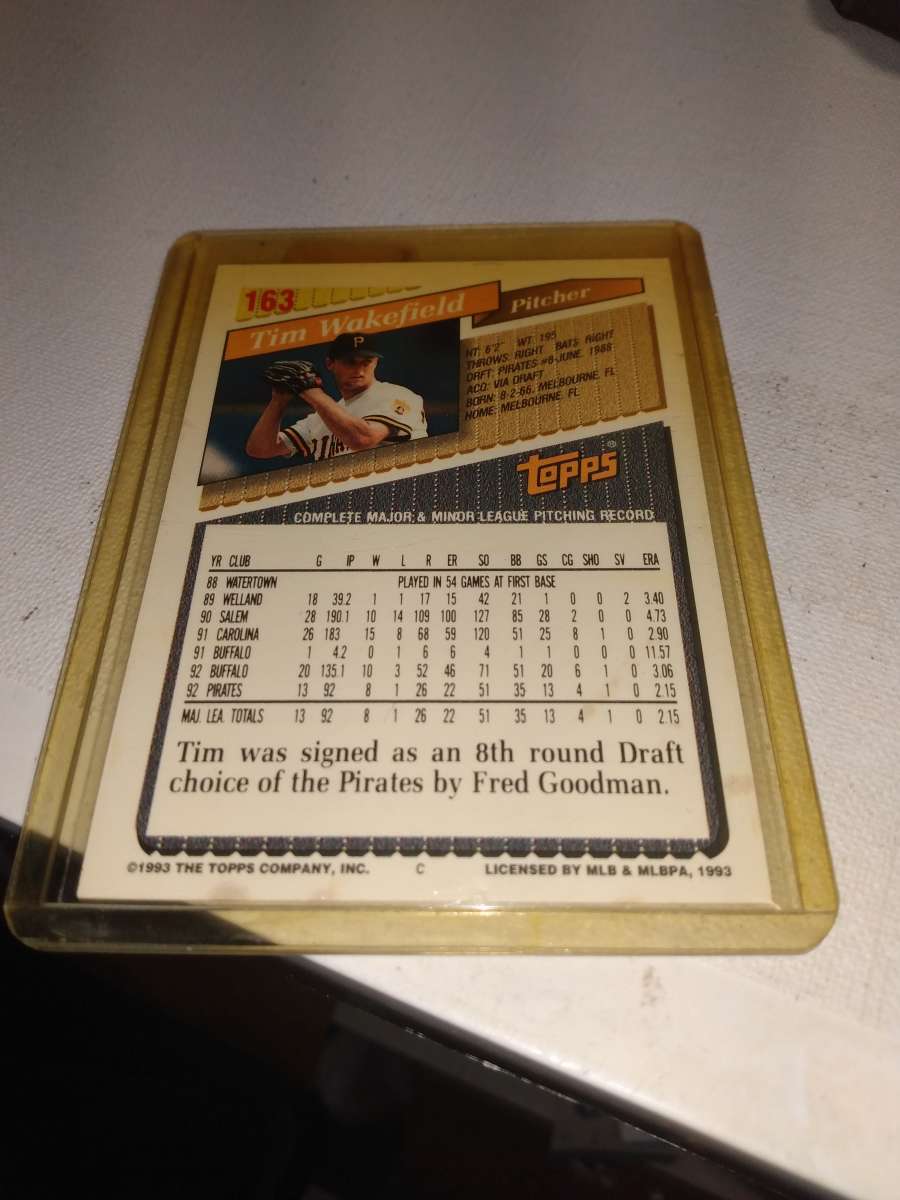 163
Tim Wakefield
Pitcher
P
HT: 6'2" WT: 195
THROWS: RIGHT BATS: RIGHT
DRFT: PIRATES #8-JUNE, 1988
ACQ: VIA DRAFT
BORN: 8-2-66, MELBOURNE, FL
HOME: MELBOURNE, FL
topps®
COMPLETE MAJOR & MINOR LEAGUE PITCHING RECORD
YR CLUB G IP W L R ER SO BB GS CG SHO SV ERA
88 WATERTOWN PLAYED IN 54 GAMES AT FIRST BASE
89 WELLAND 18 39.2 1 1 17 15 42 21 1 0 0 2 3.40
90 SALEM 28 190.1 10 14 109 100 127 85 28 2 0 0 4.73
91 CAROLINA 26 183 15 8 68 59 120 51 25 8 1 0 2.90
91 BUFFALO 1 4.2 0 1 6 6 4 1 1 0 0 0 11.57
92 BUFFALO 20 135.1 10 3 52 46 71 51 20 6 1 0 3.06
92 PIRATES 13 92 8 1 26 22 51 35 13 4 1 0 2.15
MAJ. LEA. TOTALS 13 92 8 1 26 22 51 35 13 4 1 0 2.15
Tim was signed as an 8th round Draft
choice of the Pirates by Fred Goodman.
©1993 THE TOPPS COMPANY, INC. C LICENSED BY MLB & MLBPA, 1993